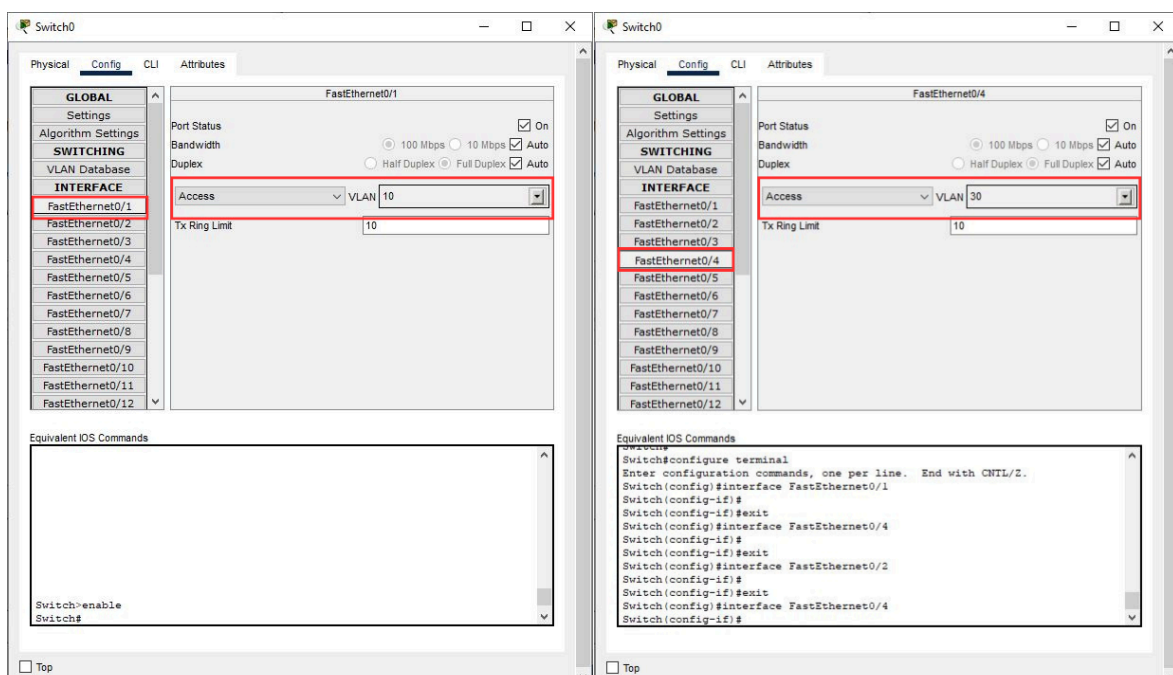 Switch0
Physical Config CLI Attributes
GLOBAL
Settings
Algorithm Settings
SWITCHING
VLAN Database
INTERFACE
FastEthernet0/1
FastEthernet0/2
FastEthernet0/3
FastEthernet0/4
FastEthernet0/5
FastEthernet0/6
FastEthernet0/7
FastEthernet0/8
FastEthernet0/9
FastEthernet0/10
FastEthernet0/11
FastEthernet0/12
FastEthernet0/1
Port Status On
Bandwidth 100 Mbps 10 Mbps Auto
Duplex Half Duplex Full Duplex Auto
Access VLAN 10
Tx Ring Limit 10
Equivalent IOS Commands
Switch>enable
Switch#
Top
Switch0
Physical Config CLI Attributes
GLOBAL
Settings
Algorithm Settings
SWITCHING
VLAN Database
INTERFACE
FastEthernet0/1
FastEthernet0/2
FastEthernet0/3
FastEthernet0/4
FastEthernet0/5
FastEthernet0/6
FastEthernet0/7
FastEthernet0/8
FastEthernet0/9
FastEthernet0/10
FastEthernet0/11
FastEthernet0/12
FastEthernet0/4
Port Status On
Bandwidth 100 Mbps 10 Mbps Auto
Duplex Half Duplex Full Duplex Auto
Access VLAN 30
Tx Ring Limit 10
Equivalent IOS Commands
Switch#
Switch#configure terminal
Enter configuration commands, one per line. End with CNTL/Z.
Switch(config)#interface FastEthernet0/1
Switch(config-if)#
Switch(config-if)#exit
Switch(config)#interface FastEthernet0/4
Switch(config-if)#
Switch(config-if)#exit
Switch(config)#interface FastEthernet0/2
Switch(config-if)#
Switch(config-if)#exit
Switch(config)#interface FastEthernet0/4
Switch(config-if)#
Top